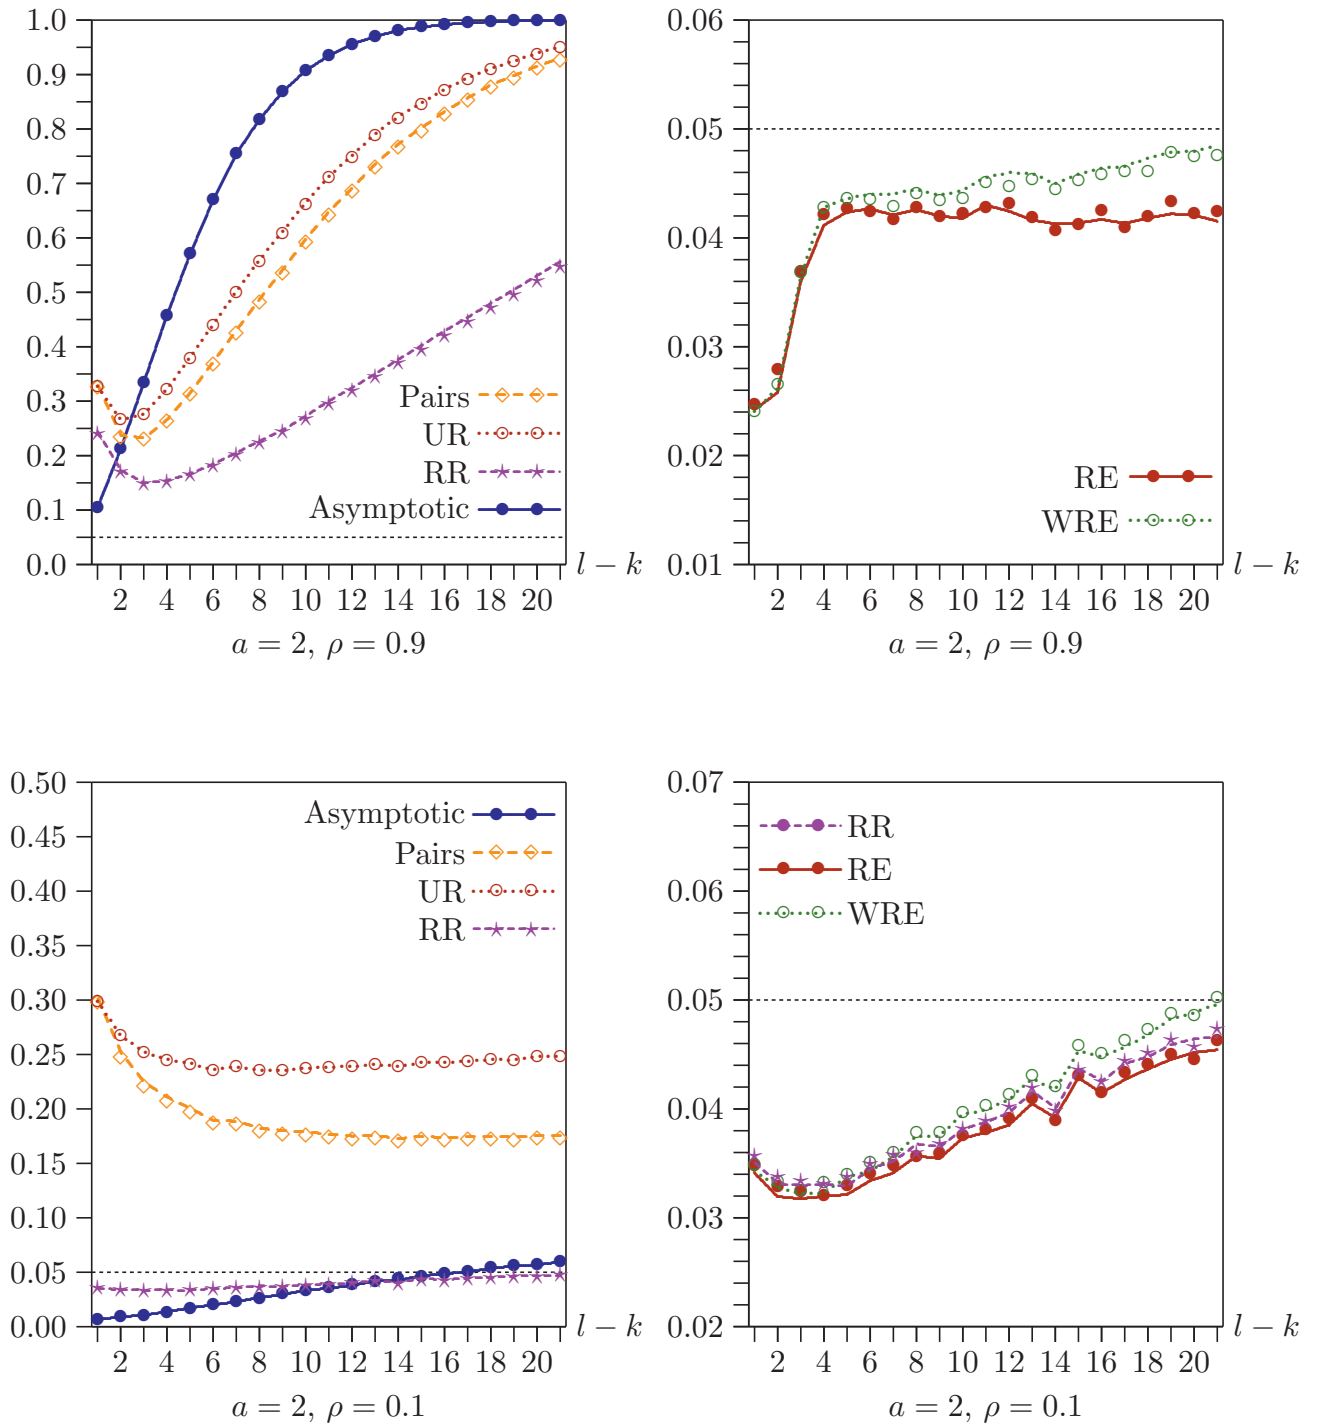 1.0
0.9
0.8
0.7
0.6
0.5
0.4
0.3
0.2
0.1
0.0
Pairs
UR
RR
Asymptotic
l − k
2 4 6 8 10 12 14 16 18 20
a = 2, ρ = 0.9
0.06
0.05
0.04
0.03
0.02
0.01
RE
WRE
l − k
2 4 6 8 10 12 14 16 18 20
a = 2, ρ = 0.9
0.50
0.45
0.40
0.35
0.30
0.25
0.20
0.15
0.10
0.05
0.00
Asymptotic
Pairs
UR
RR
l − k
2 4 6 8 10 12 14 16 18 20
a = 2, ρ = 0.1
0.07
0.06
0.05
0.04
0.03
0.02
RR
RE
WRE
l − k
2 4 6 8 10 12 14 16 18 20
a = 2, ρ = 0.1